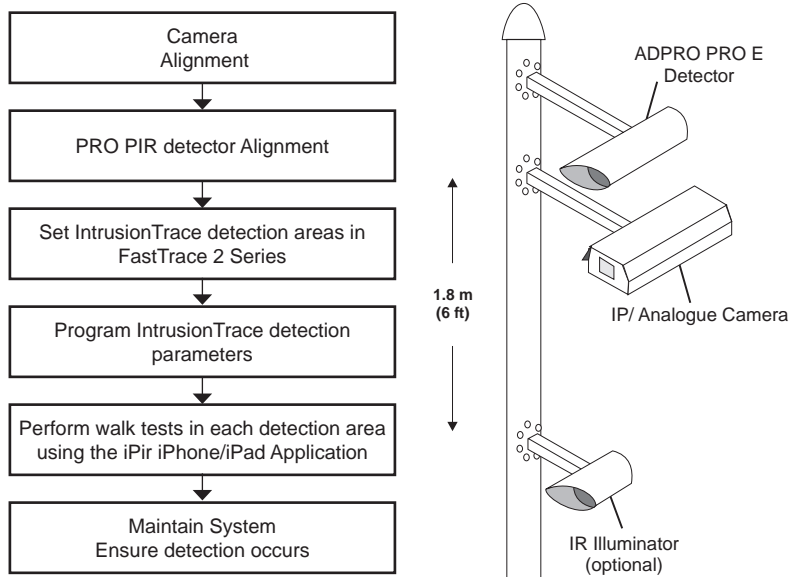 Camera
Alignment
PRO PIR detector Alignment
Set IntrusionTrace detection areas in
FastTrace 2 Series
Program IntrusionTrace detection
parameters
Perform walk tests in each detection area
using the iPir iPhone/iPad Application
Maintain System
Ensure detection occurs
ADPRO PRO E
Detector
1.8 m
(6 ft)
IP/ Analogue Camera
IR Illuminator
(optional)